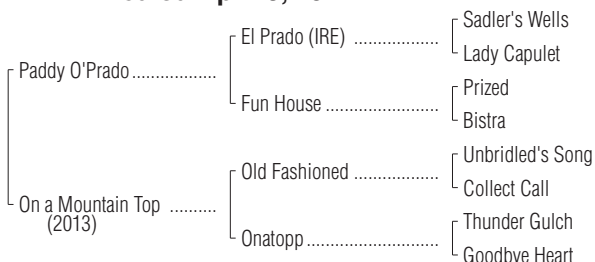 Sadler's Wells
El Prado (IRE) ....................
Lady Capulet
Paddy O'Prado ..................
Prized
Fun House ........................
Bistra
Unbridled's Song
Old Fashioned ..................
Collect Call
On a Mountain Top ..........
(2013)
Thunder Gulch
Onatopp ............................
Goodbye Heart